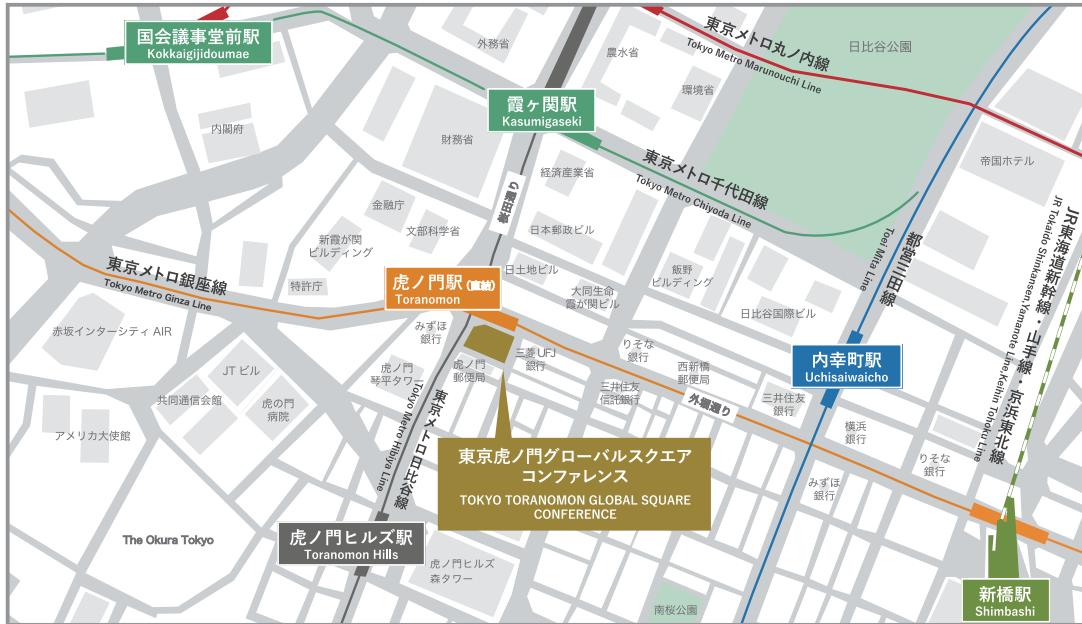 国会議事堂前駅
Kokkaigijidoumae
外務省
農水省
環境省
東京メトロ丸ノ内線
Tokyo Metro Marunouchi Line
日比谷公園
霞ヶ関駅
Kasumigaseki
内閣府
財務省
経済産業省
東京メトロ千代田線
Tokyo Metro Chiyoda Line
帝国ホテル
桜田通り
金融庁
文部科学省
新霞が関
ビルディング
日本郵政ビル
都営三田線
Toei Mita Line
JR東海道新幹線・山手線・京浜東北線
JR Tokaido Shinkansen,Yamanote Line,Keihin Tohoku Line
東京メトロ銀座線
Tokyo Metro Ginza Line
特許庁
虎ノ門駅(直結)
Toranomon
日土地ビル
大同生命
霞が関ビル
飯野
ビルディング
日比谷国際ビル
赤坂インターシティ AIR
みずほ
銀行
虎ノ門
郵便局
三菱UFJ
銀行
りそな
銀行
西新橋
郵便局
内幸町駅
Uchisaiwaicho
JT ビル
虎ノ門
琴平タワー
共同通信会館
虎の門
病院
三井住友
信託銀行
外堀通り
三井住友
銀行
横浜
銀行
アメリカ大使館
東京メトロ日比谷線
Tokyo Metro Hibiya Line
東京虎ノ門グローバルスクエア
コンファレンス
TOKYO TORANOMON GLOBAL SQUARE
CONFERENCE
りそな
銀行
みずほ
銀行
The Okura Tokyo
虎ノ門ヒルズ駅
Toranomon Hills
虎ノ門ヒルズ
森タワー
南桜公園
新橋駅
Shimbashi